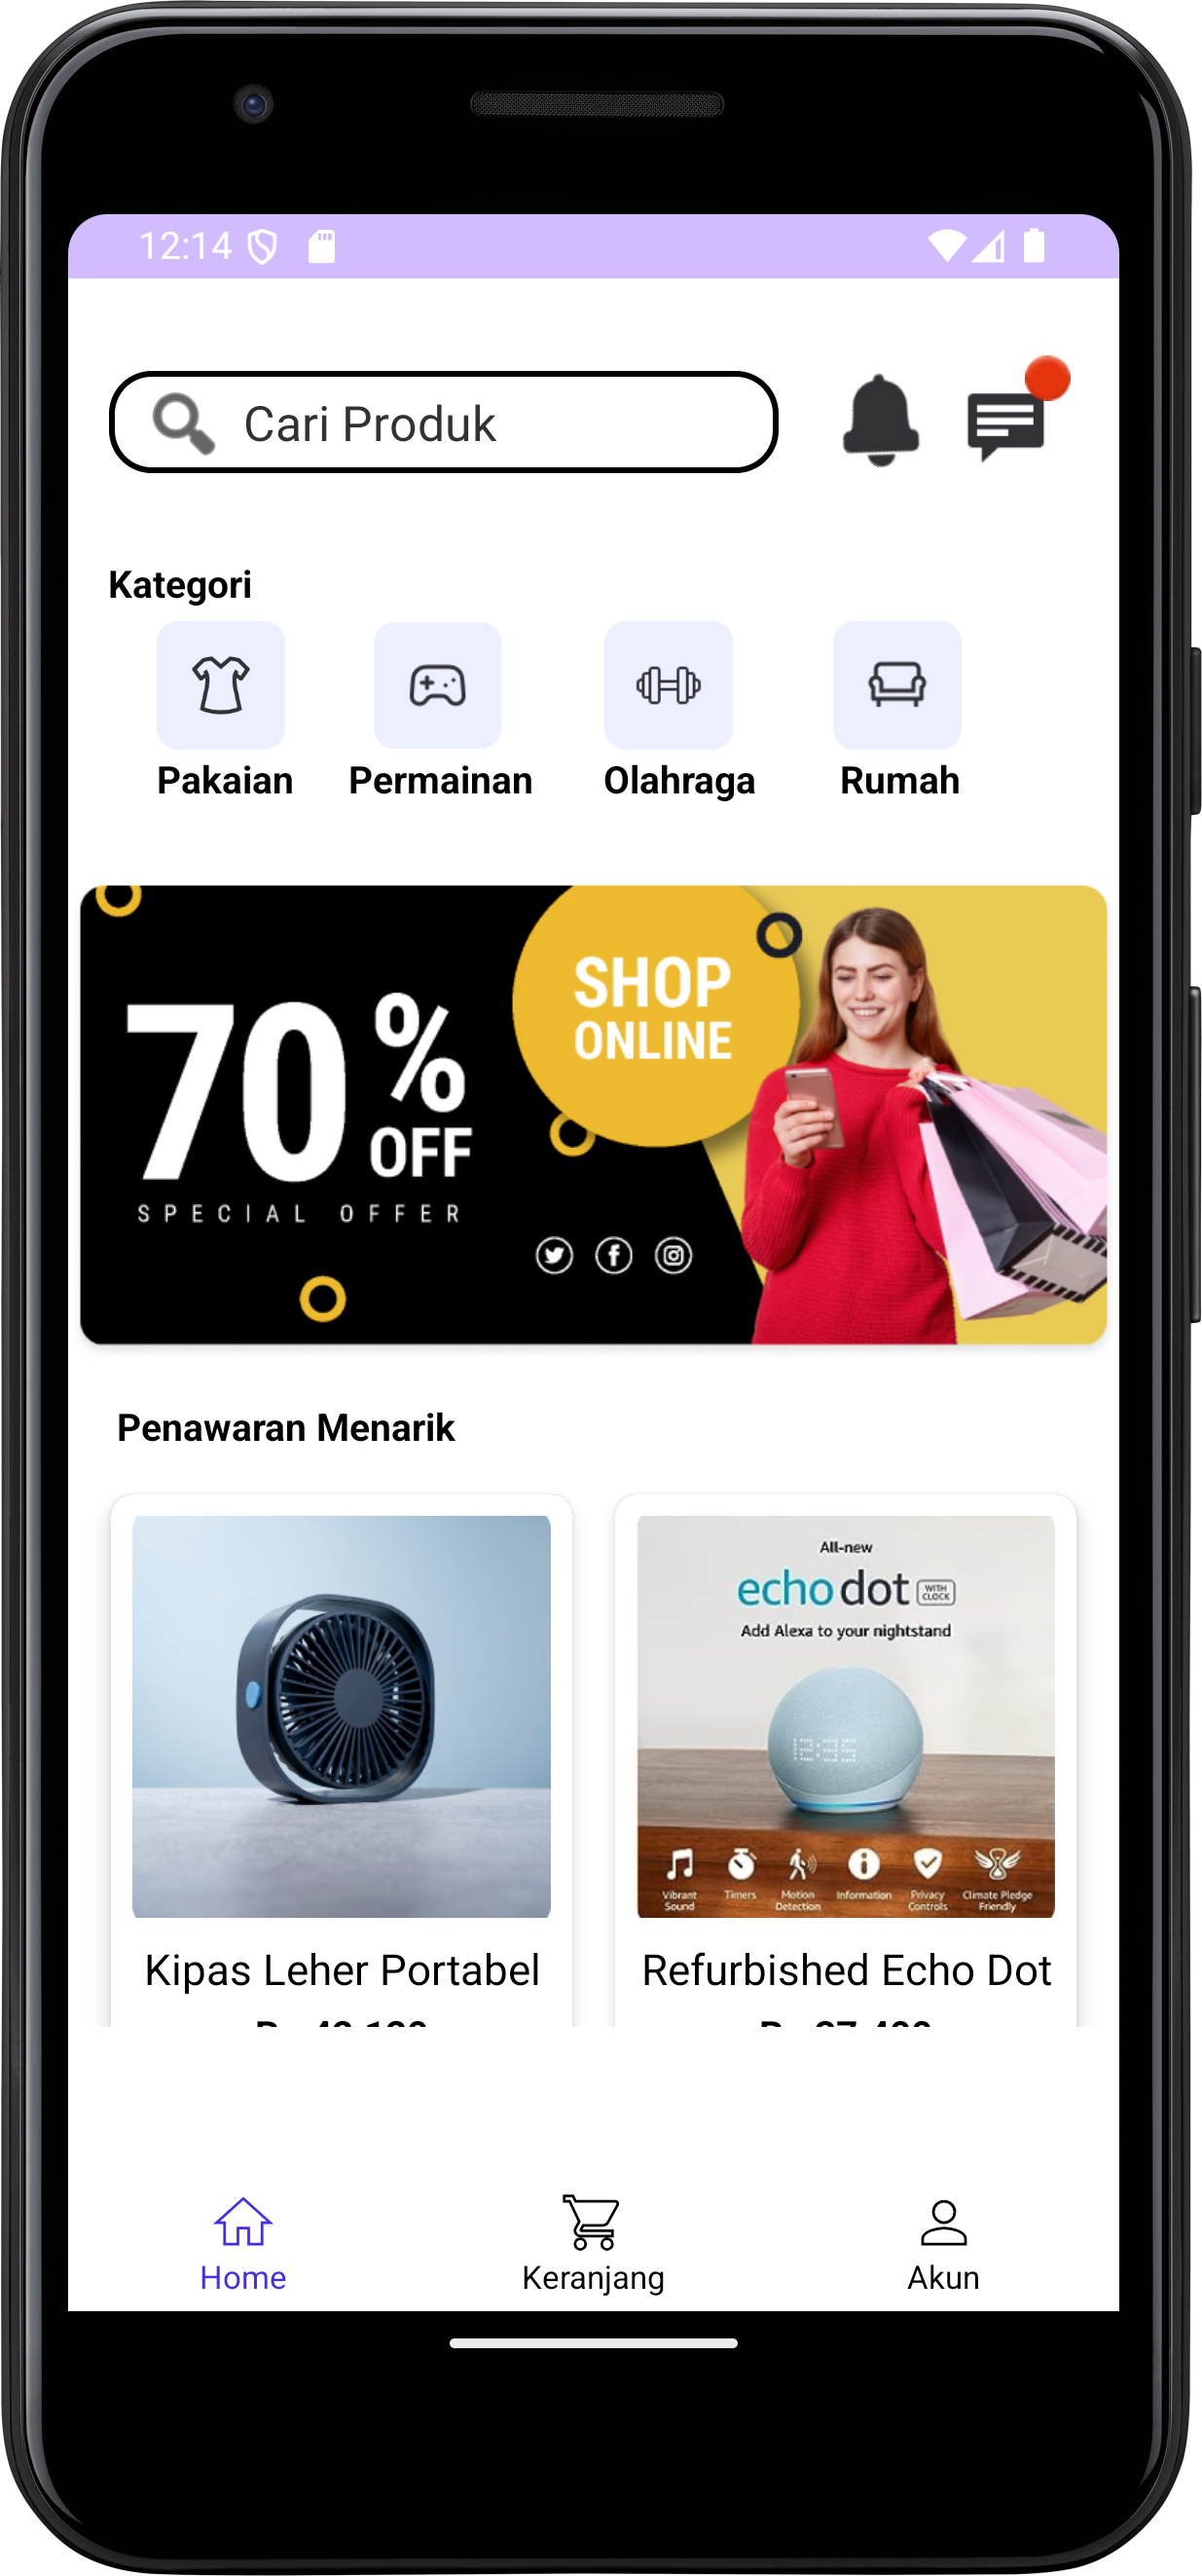 12:14
Cari Produk
Kategori
Pakaian Permainan Olahraga Rumah
70% OFF
SPECIAL OFFER
SHOP
ONLINE
Penawaran Menarik
All-new
echo dot WITH CLOCK
Add Alexa to your nightstand
Vibrant Sound Timers Motion Detection Information Privacy Controls Climate Pledge Friendly
Kipas Leher Portabel
Refurbished Echo Dot
Home Keranjang Akun